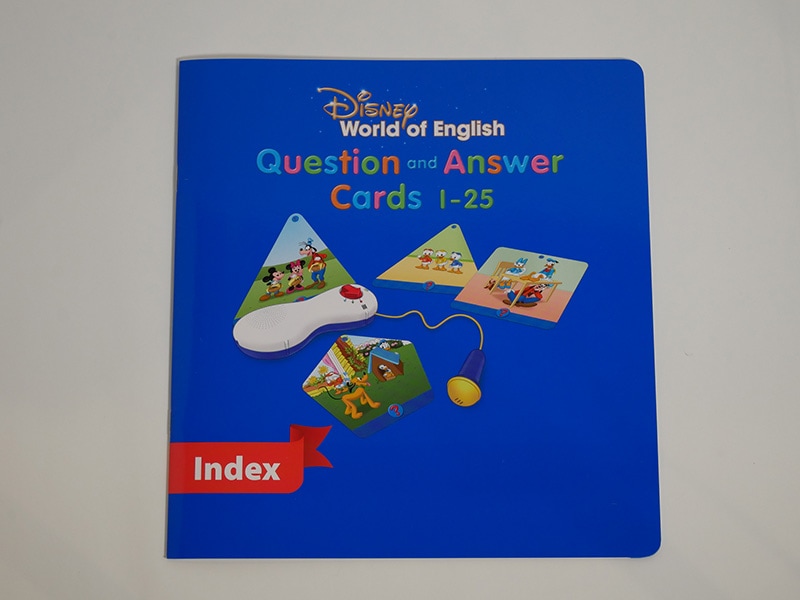 Disney
World of English
Question and Answer
Cards 1-25
Index